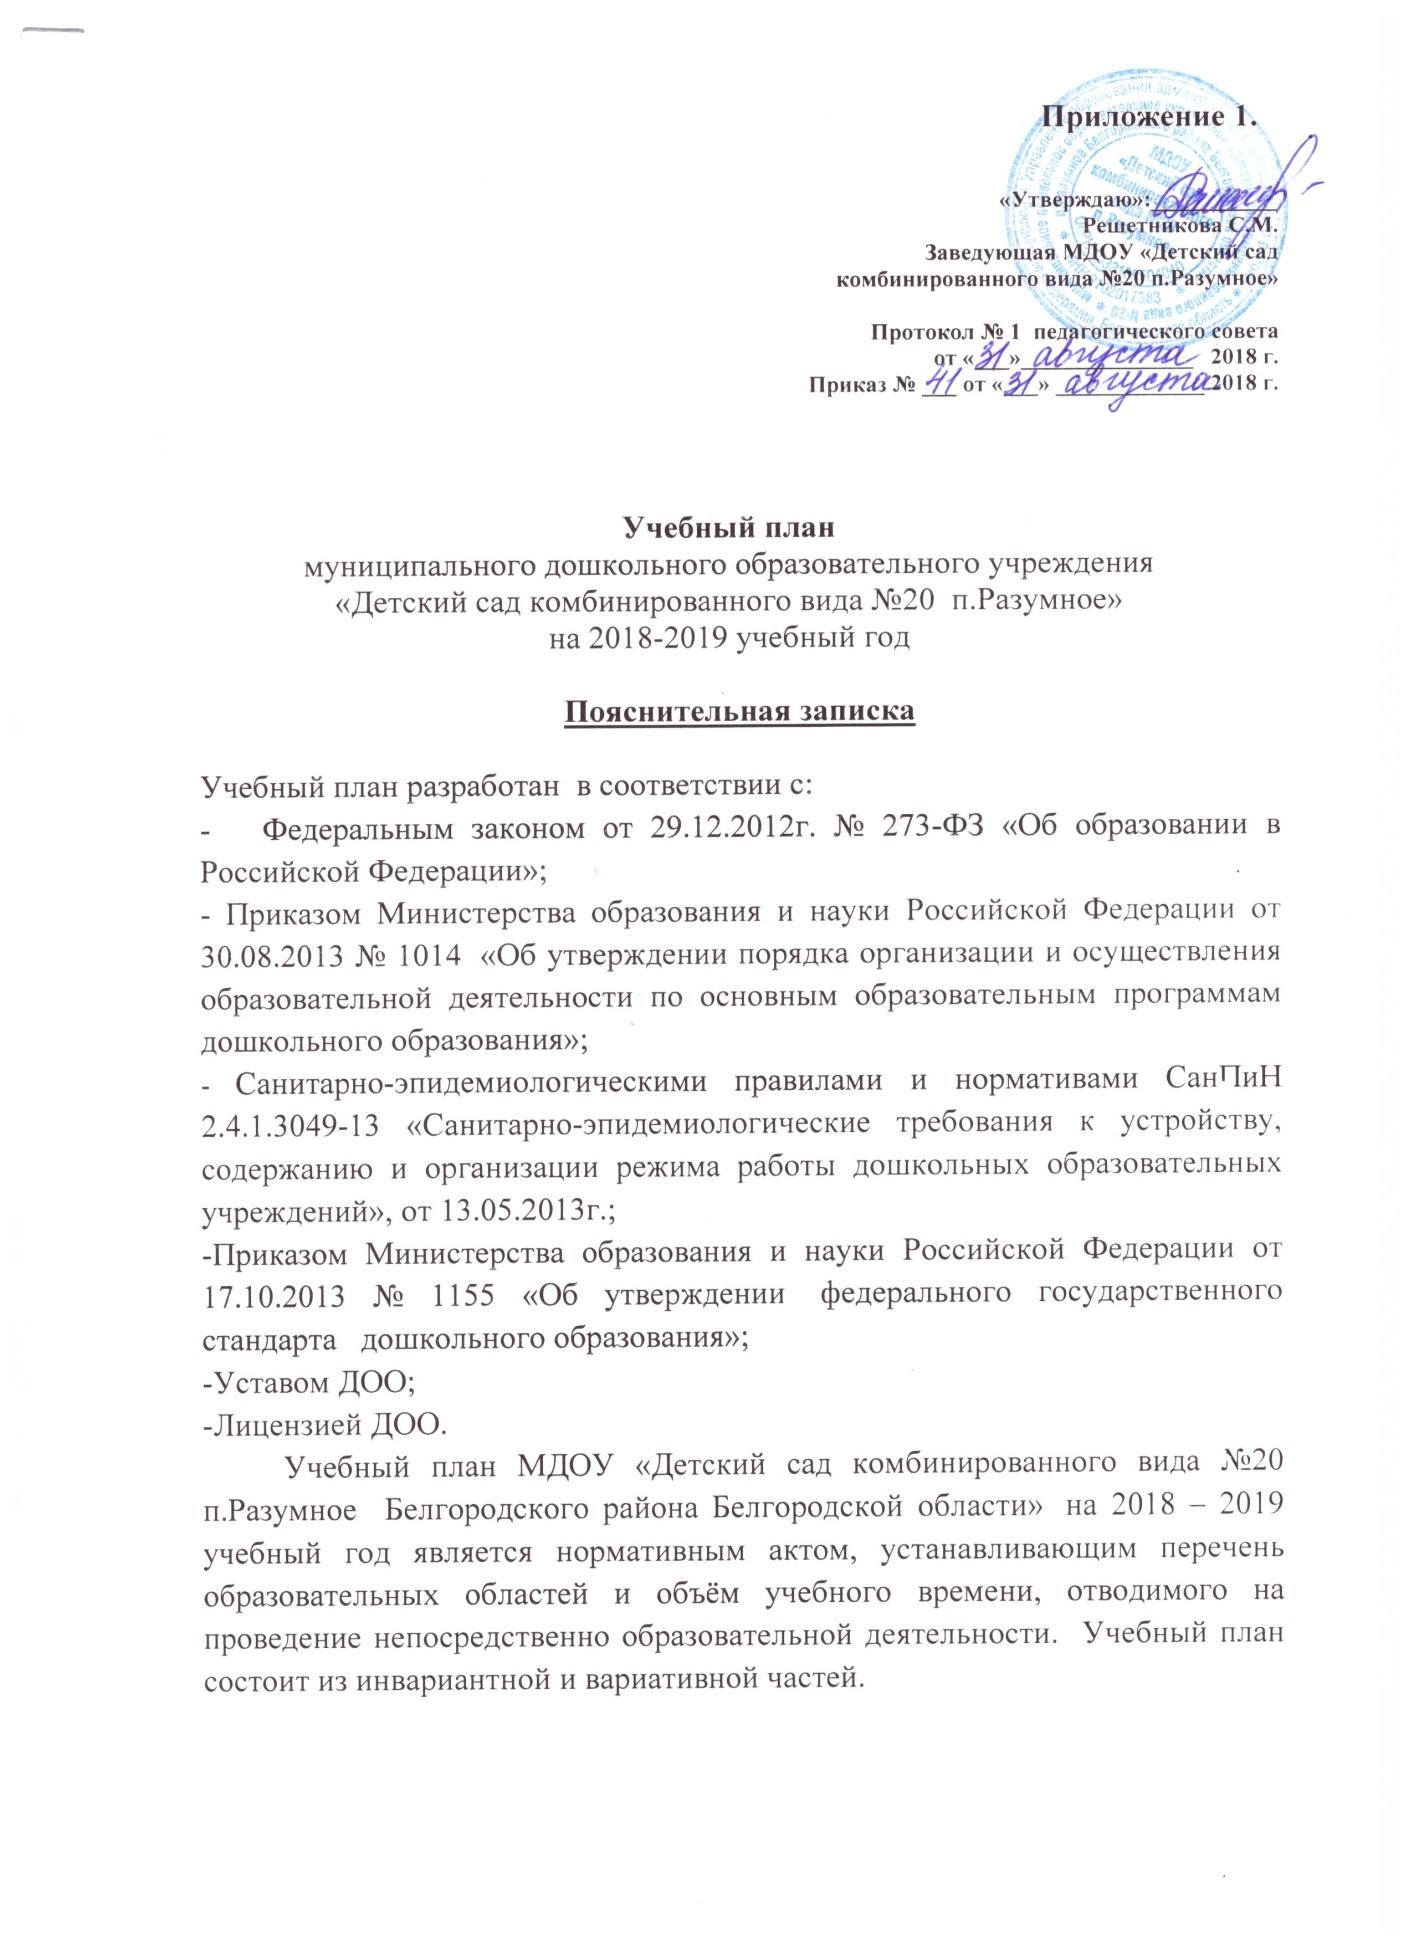 Приложение 1.
«Утверждаю»:
Решетникова С.М.
Заведующая МДОУ «Детский сад
комбинированного вида №20 п.Разумное»
Протокол № 1 педагогического совета
от «31» августа 2018 г.
Приказ № 41 от «31» августа 2018 г.
Учебный план
муниципального дошкольного образовательного учреждения
«Детский сад комбинированного вида №20 п.Разумное»
на 2018-2019 учебный год
Пояснительная записка
Учебный план разработан в соответствии с:
- Федеральным законом от 29.12.2012г. № 273-ФЗ «Об образовании в
Российской Федерации»;
- Приказом Министерства образования и науки Российской Федерации от
30.08.2013 № 1014 «Об утверждении порядка организации и осуществления
образовательной деятельности по основным образовательным программам
дошкольного образования»;
- Санитарно-эпидемиологическими правилами и нормативами СанПиН
2.4.1.3049-13 «Санитарно-эпидемиологические требования к устройству,
содержанию и организации режима работы дошкольных образовательных
учреждений», от 13.05.2013г.;
-Приказом Министерства образования и науки Российской Федерации от
17.10.2013 № 1155 «Об утверждении федерального государственного
стандарта дошкольного образования»;
-Уставом ДОО;
-Лицензией ДОО.
Учебный план МДОУ «Детский сад комбинированного вида №20
п.Разумное Белгородского района Белгородской области» на 2018 – 2019
учебный год является нормативным актом, устанавливающим перечень
образовательных областей и объём учебного времени, отводимого на
проведение непосредственно образовательной деятельности. Учебный план
состоит из инвариантной и вариативной частей.